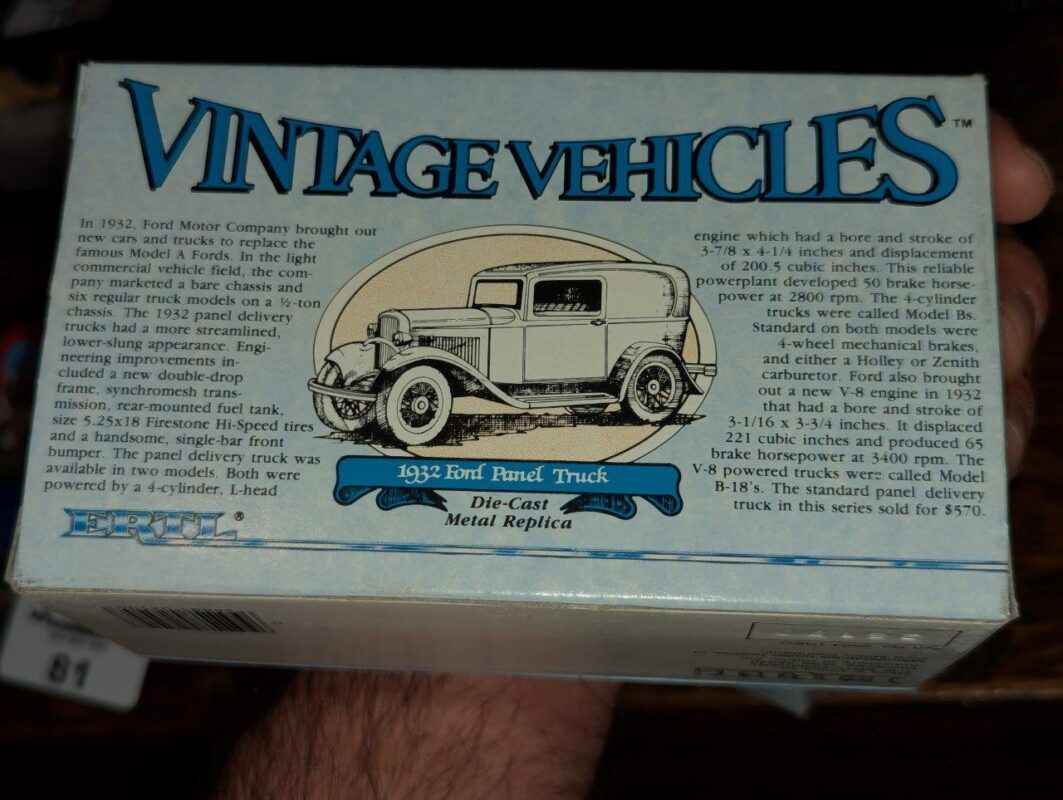 VINTAGE VEHICLES™
In 1932, Ford Motor Company brought out
new cars and trucks to replace the
famous Model A Fords. In the light
commercial vehicle field, the com-
pany marketed a bare chassis and
six regular truck models on a ½-ton
chassis. The 1932 panel delivery
trucks had a more streamlined,
lower-slung appearance. Engi-
neering improvements in-
cluded a new double-drop
frame, synchromesh trans-
mission, rear-mounted fuel tank,
size 5.25x18 Firestone Hi-Speed tires
and a handsome, single-bar front
bumper. The panel delivery truck was
available in two models. Both were
powered by a 4-cylinder, L-head
engine which had a bore and stroke of
3-7/8 x 4-1/4 inches and displacement
of 200.5 cubic inches. This reliable
powerplant developed 50 brake horse-
power at 2800 rpm. The 4-cylinder
trucks were called Model Bs.
Standard on both models were
4-wheel mechanical brakes,
and either a Holley or Zenith
carburetor. Ford also brought
out a new V-8 engine in 1932
that had a bore and stroke of
3-1/16 x 3-3/4 inches. It displaced
221 cubic inches and produced 65
brake horsepower at 3400 rpm. The
V-8 powered trucks were called Model
B-18's. The standard panel delivery
truck in this series sold for $570.
1932 Ford Panel Truck
Die-Cast
Metal Replica
ERTL®
81